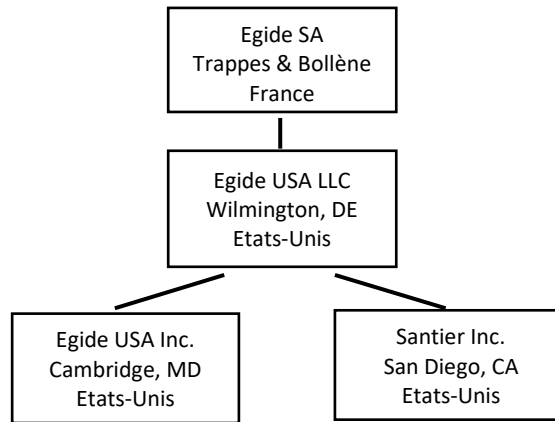 Egide SA
Trappes & Bollène
France
Egide USA LLC
Wilmington, DE
Etats-Unis
Egide USA Inc.
Cambridge, MD
Etats-Unis
Santier Inc.
San Diego, CA
Etats-Unis